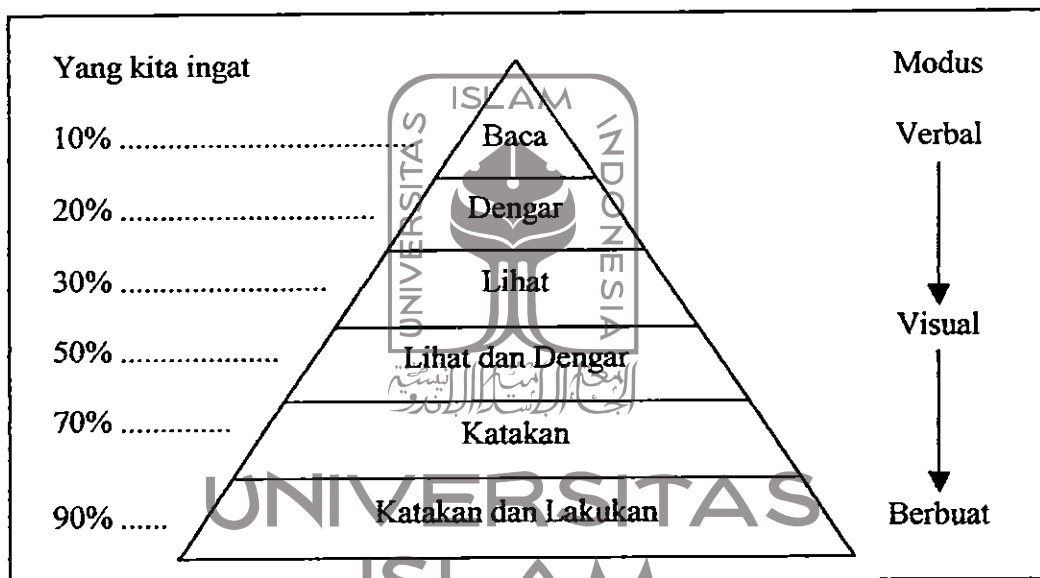 Yang kita ingat Modus
ISLAM
10% .......................................... Baca Verbal
UNIVERSITAS
INDONESIA
20% .................................... Dengar
30% ............................. Lihat
Visual
50% ...................... Lihat dan Dengar
70% ............... Katakan
90% ...... Katakan dan Lakukan Berbuat
UNIVERSITAS
ISLAM